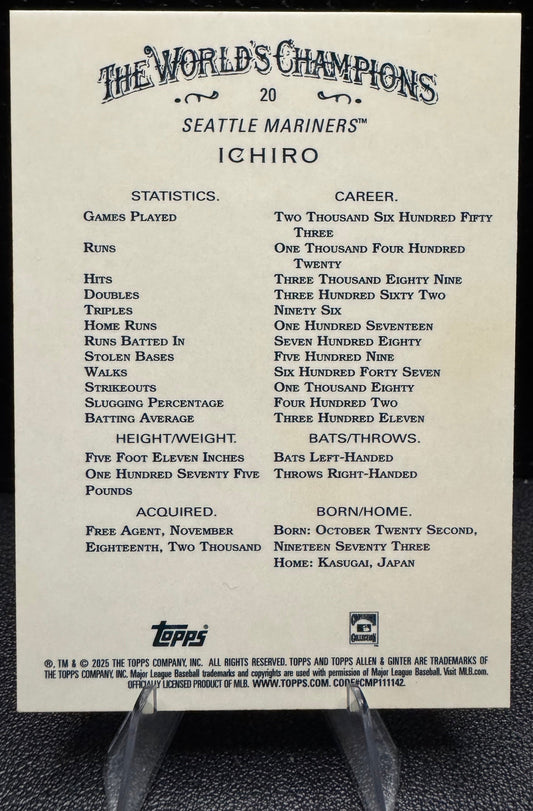 THE WORLD'S CHAMPIONS
20
SEATTLE MARINERS™
ICHIRO
STATISTICS. CAREER.
GAMES PLAYED TWO THOUSAND SIX HUNDRED FIFTY
THREE
RUNS ONE THOUSAND FOUR HUNDRED
TWENTY
HITS THREE THOUSAND EIGHTY NINE
DOUBLES THREE HUNDRED SIXTY TWO
TRIPLES NINETY SIX
HOME RUNS ONE HUNDRED SEVENTEEN
RUNS BATTED IN SEVEN HUNDRED EIGHTY
STOLEN BASES FIVE HUNDRED NINE
WALKS SIX HUNDRED FORTY SEVEN
STRIKEOUTS ONE THOUSAND EIGHTY
SLUGGING PERCENTAGE FOUR HUNDRED TWO
BATTING AVERAGE THREE HUNDRED ELEVEN
HEIGHT/WEIGHT. BATS/THROWS.
FIVE FOOT ELEVEN INCHES BATS LEFT-HANDED
ONE HUNDRED SEVENTY FIVE THROWS RIGHT-HANDED
POUNDS
ACQUIRED. BORN/HOME.
FREE AGENT, NOVEMBER BORN: OCTOBER TWENTY SECOND,
EIGHTEENTH, TWO THOUSAND NINETEEN SEVENTY THREE
HOME: KASUGAI, JAPAN
Topps® COOPERSTOWN
COLLECTION™
®, TM & © 2025 THE TOPPS COMPANY, INC. ALL RIGHTS RESERVED. TOPPS AND TOPPS ALLEN & GINTER ARE TRADEMARKS OF
THE TOPPS COMPANY, INC. Major League Baseball trademarks and copyrights are used with permission of Major League Baseball. Visit MLB.com.
OFFICIALLY LICENSED PRODUCT OF MLB. WWW.TOPPS.COM. CODE#CMP111142.